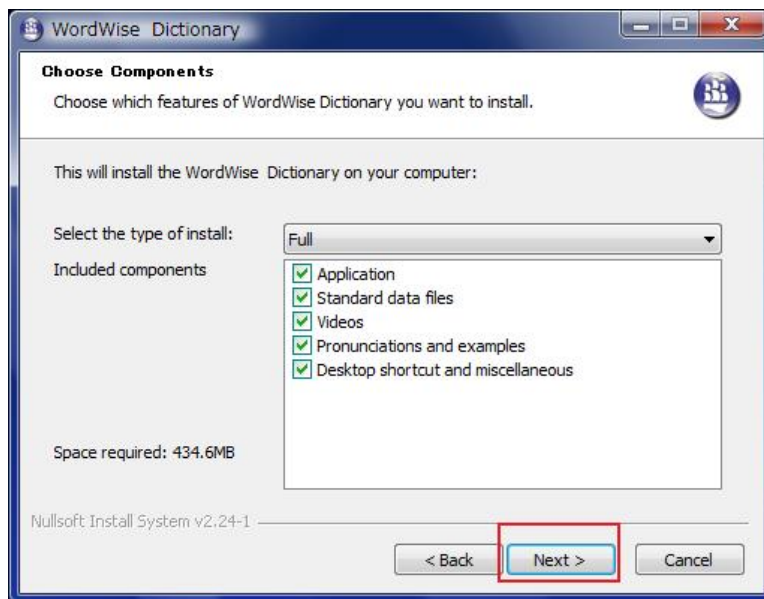 WordWise Dictionary
Choose Components
Choose which features of WordWise Dictionary you want to install.
This will install the WordWise Dictionary on your computer:
Select the type of install:
Full
Included components
Application
Standard data files
Videos
Pronunciations and examples
Desktop shortcut and miscellaneous
Space required: 434.6MB
Nullsoft Install System v2.24-1
< Back Next > Cancel